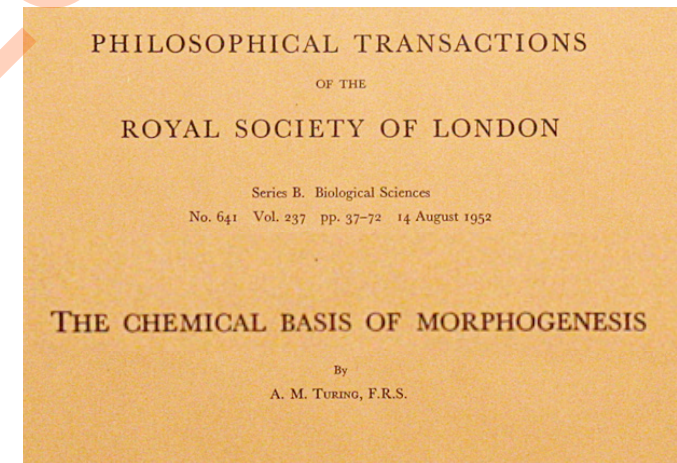 PHILOSOPHICAL TRANSACTIONS
OF THE
ROYAL SOCIETY OF LONDON
Series B. Biological Sciences
No. 641 Vol. 237 pp. 37–72 14 August 1952
THE CHEMICAL BASIS OF MORPHOGENESIS
By
A. M. TURING, F.R.S.